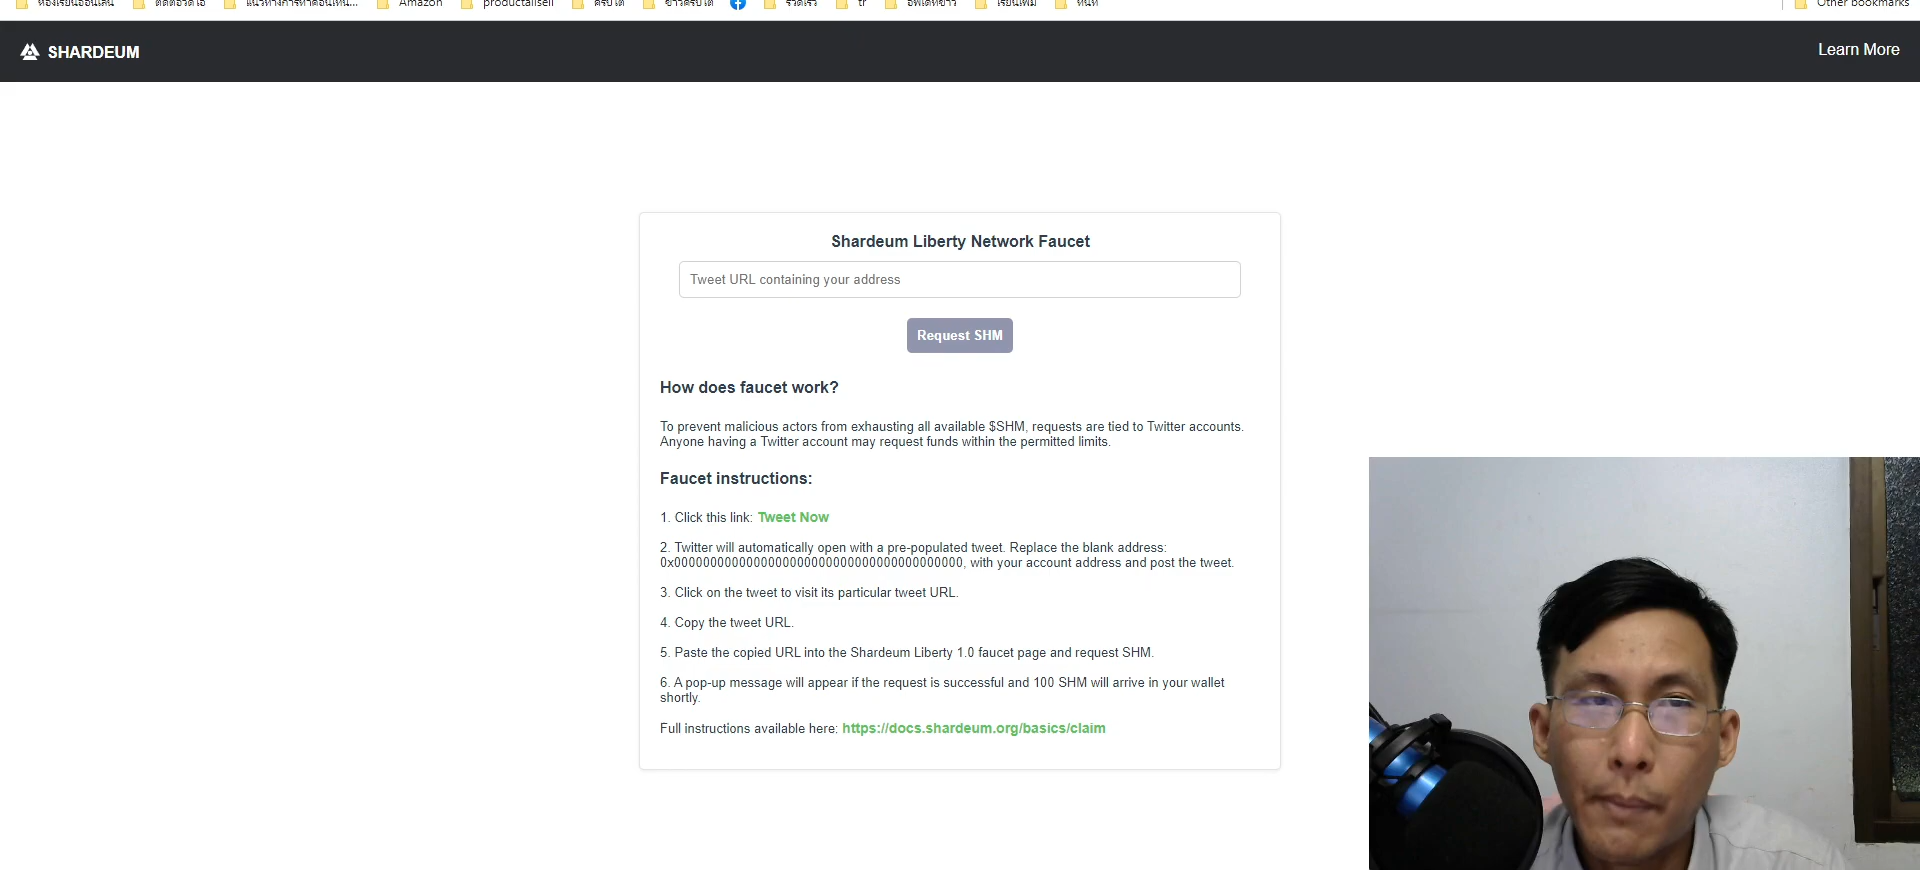 Amazon
productallsell
tr
Other bookmarks
SHARDEUM
Learn More
Shardeum Liberty Network Faucet
Tweet URL containing your address
Request SHM
How does faucet work?
To prevent malicious actors from exhausting all available $SHM, requests are tied to Twitter accounts.
Anyone having a Twitter account may request funds within the permitted limits.
Faucet instructions:
1. Click this link: Tweet Now
2. Twitter will automatically open with a pre-populated tweet. Replace the blank address:
0x0000000000000000000000000000000000000000, with your account address and post the tweet.
3. Click on the tweet to visit its particular tweet URL.
4. Copy the tweet URL.
5. Paste the copied URL into the Shardeum Liberty 1.0 faucet page and request SHM.
6. A pop-up message will appear if the request is successful and 100 SHM will arrive in your wallet
shortly.
Full instructions available here: https://docs.shardeum.org/basics/claim